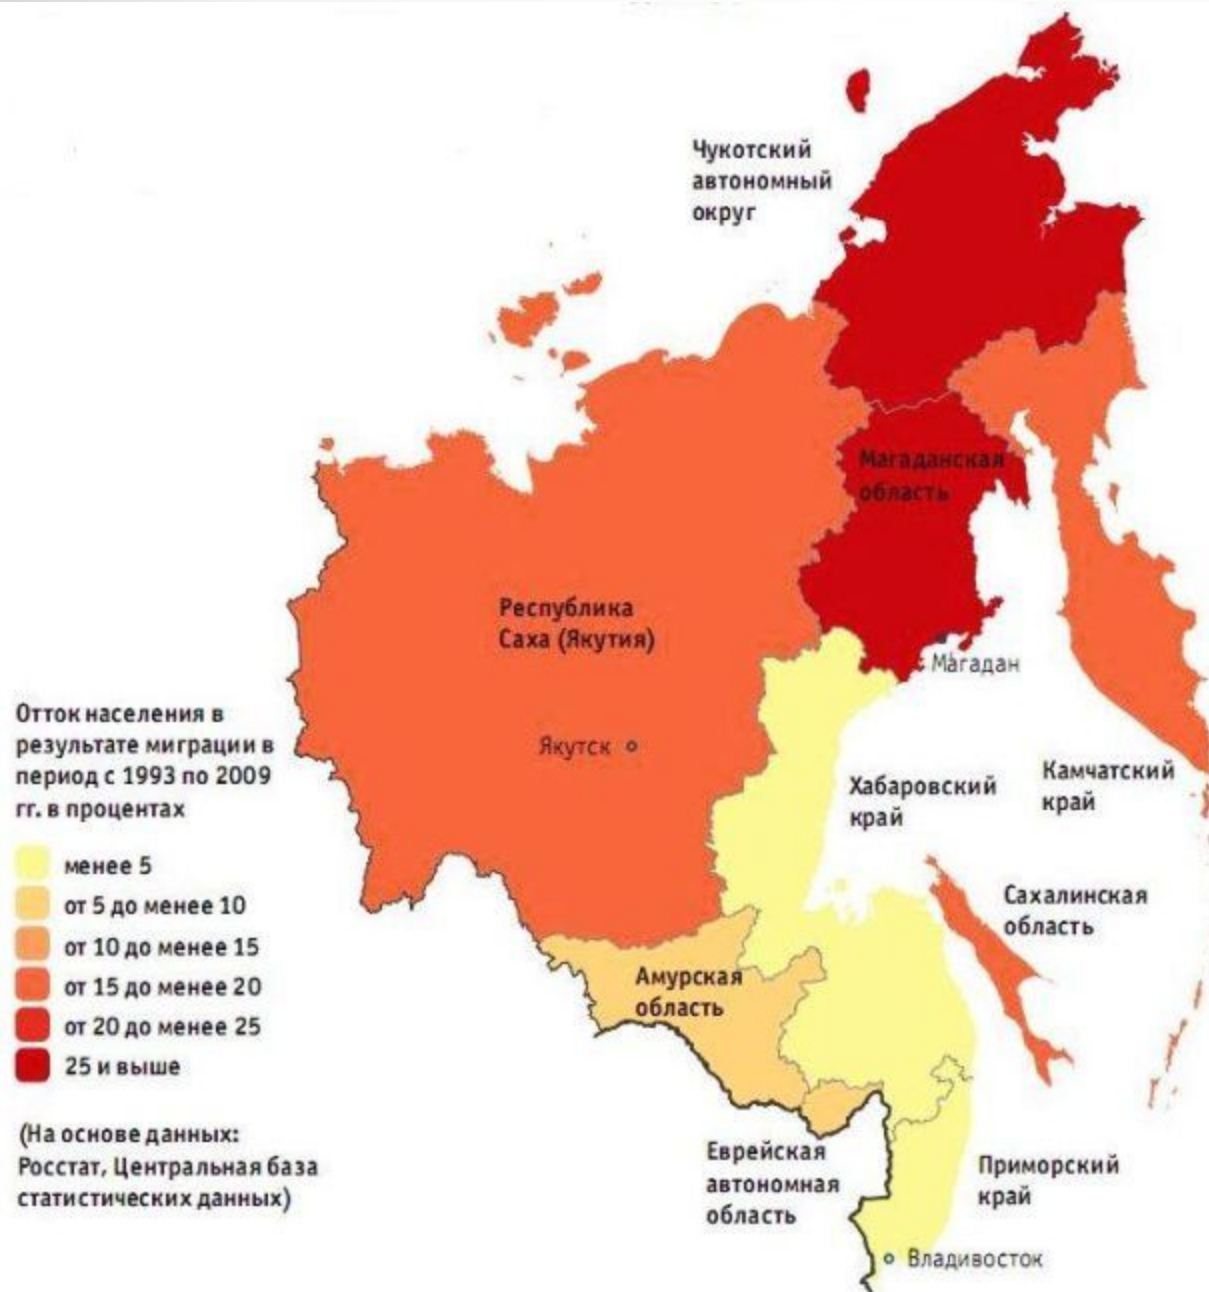 Чукотский
автономный
округ
Магаданская
область
Республика
Саха (Якутия)
Магадан
Якутск
Хабаровский
край
Камчатский
край
Сахалинская
область
Амурская
область
Еврейская
автономная
область
Приморский
край
Владивосток
Отток населения в
результате миграции в
период с 1993 по 2009
гг. в процентах
менее 5
от 5 до менее 10
от 10 до менее 15
от 15 до менее 20
от 20 до менее 25
25 и выше
(На основе данных:
Росстат, Центральная база
статистических данных)